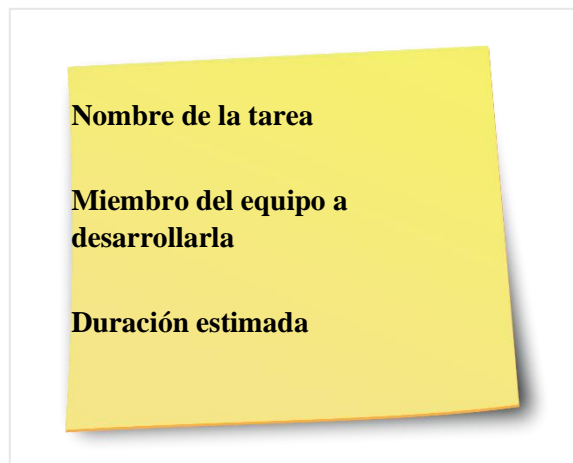 Nombre de la tarea
Miembro del equipo a
desarrollarla
Duración estimada